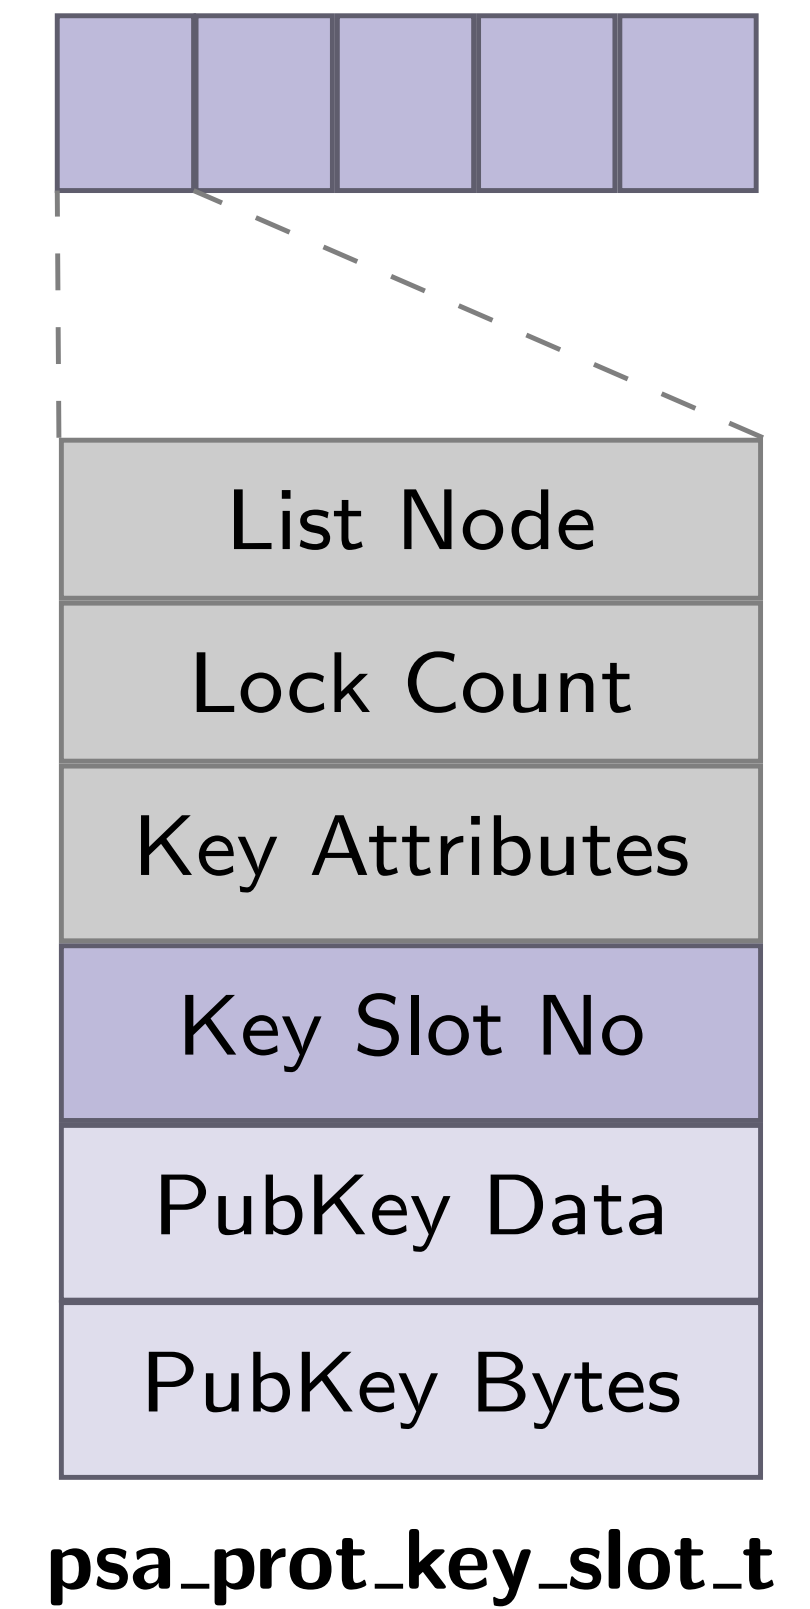 List Node
Lock Count
Key Attributes
Key Slot No
PubKey Data
PubKey Bytes
psa_prot_key_slot_t